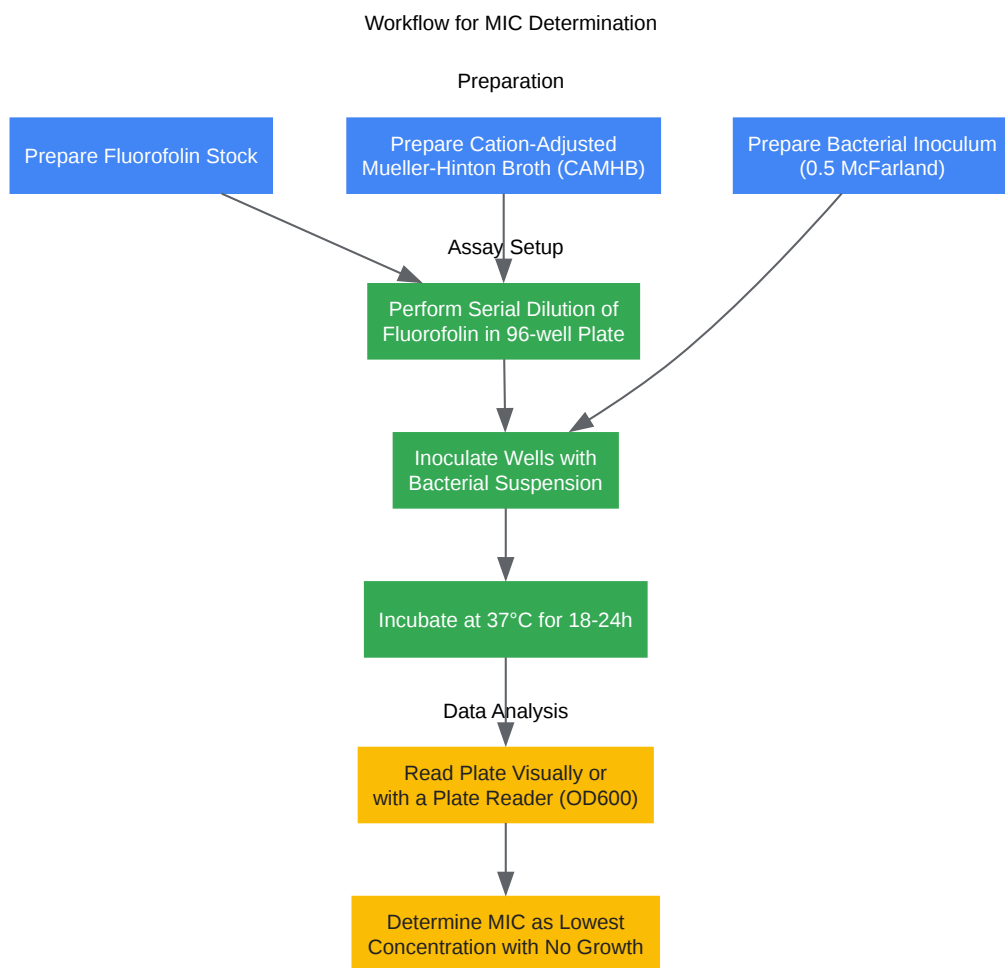 Workflow for MIC Determination
Preparation
Prepare Fluorofolin Stock
Prepare Cation-Adjusted
Mueller-Hinton Broth (CAMHB)
Prepare Bacterial Inoculum
(0.5 McFarland)
Assay Setup
Perform Serial Dilution of
Fluorofolin in 96-well Plate
Inoculate Wells with
Bacterial Suspension
Incubate at 37°C for 18-24h
Data Analysis
Read Plate Visually or
with a Plate Reader (OD600)
Determine MIC as Lowest
Concentration with No Growth